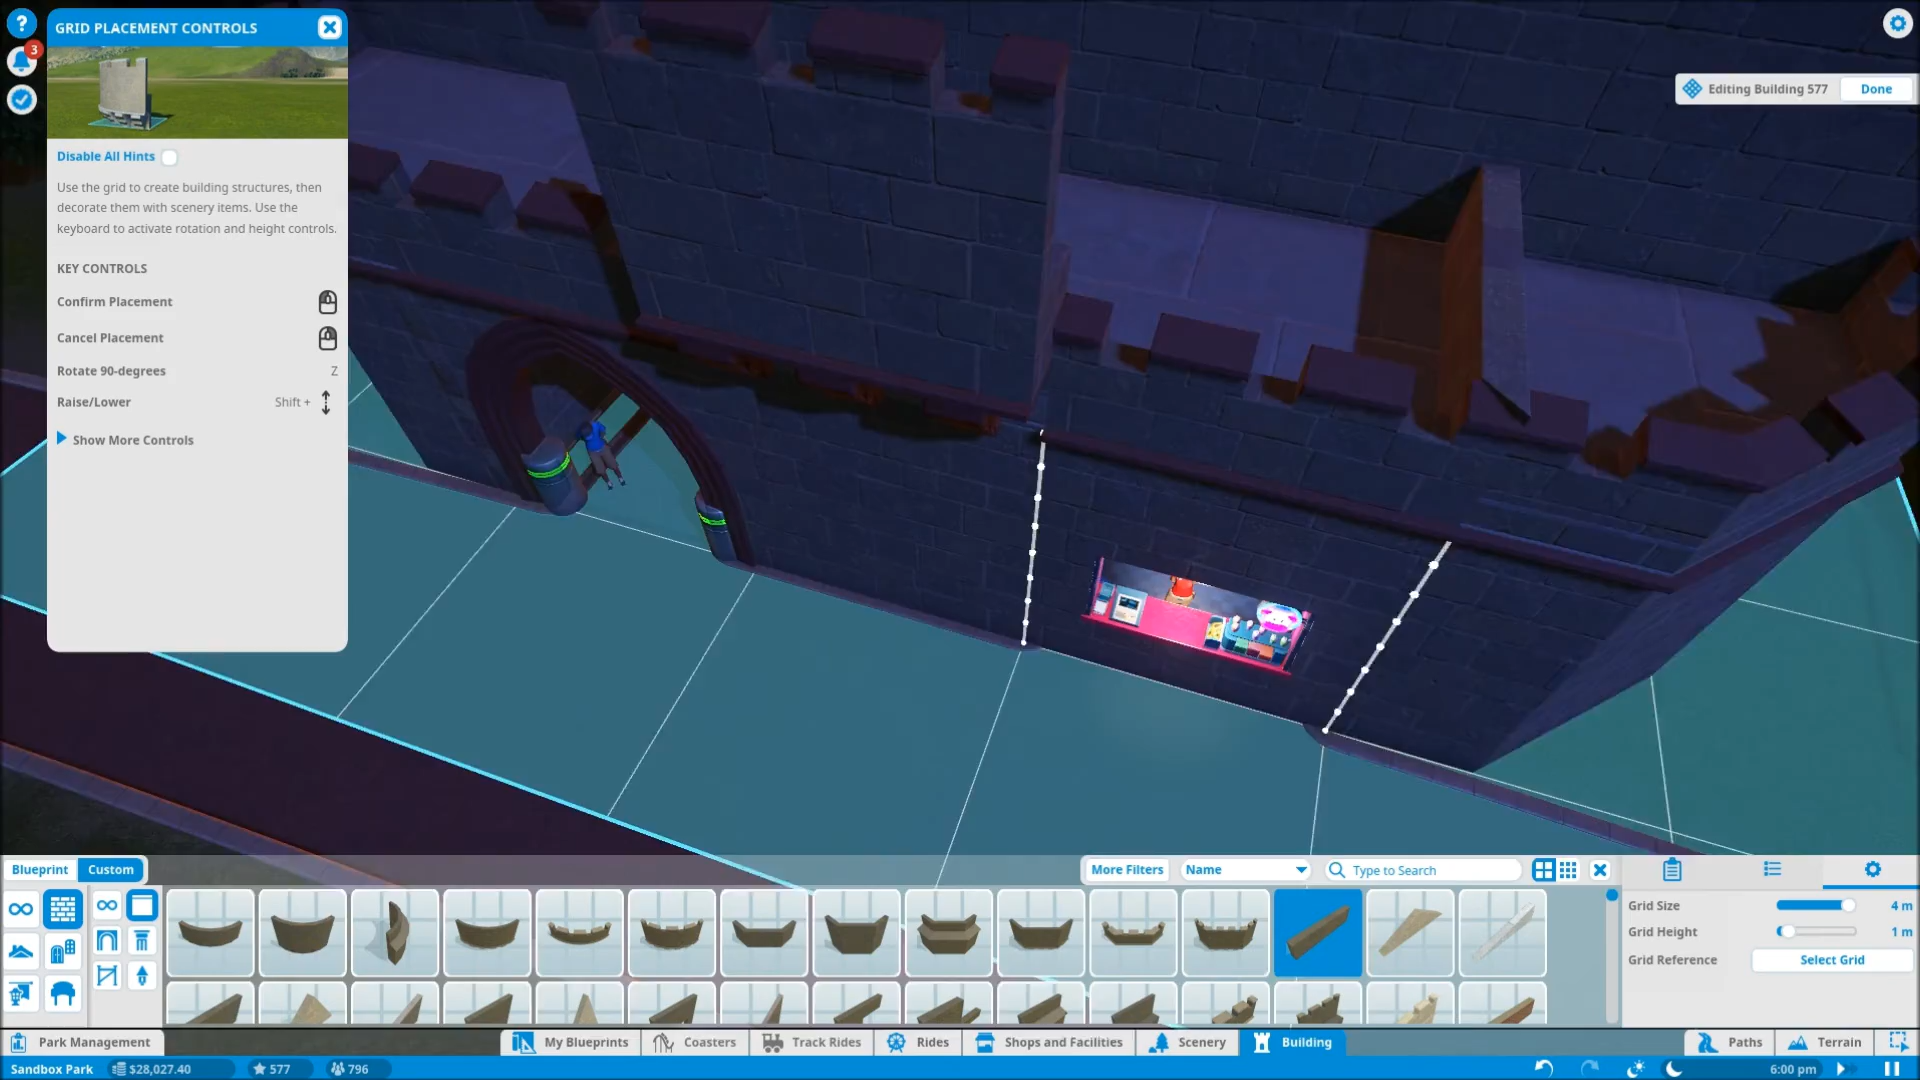 GRID PLACEMENT CONTROLS
3
Disable All Hints
Use the grid to create building structures, then
decorate them with scenery items. Use the
keyboard to activate rotation and height controls.
KEY CONTROLS
Confirm Placement
Cancel Placement
Rotate 90-degrees Z
Raise/Lower Shift +
Show More Controls
Editing Building 577 Done
Blueprint Custom
More Filters Name Type to Search
Grid Size 4 m
Grid Height 1 m
Grid Reference Select Grid
Park Management My Blueprints Coasters Track Rides Rides Shops and Facilities Scenery Building Paths Terrain
Sandbox Park $28,027.40 577 796 6:00 pm